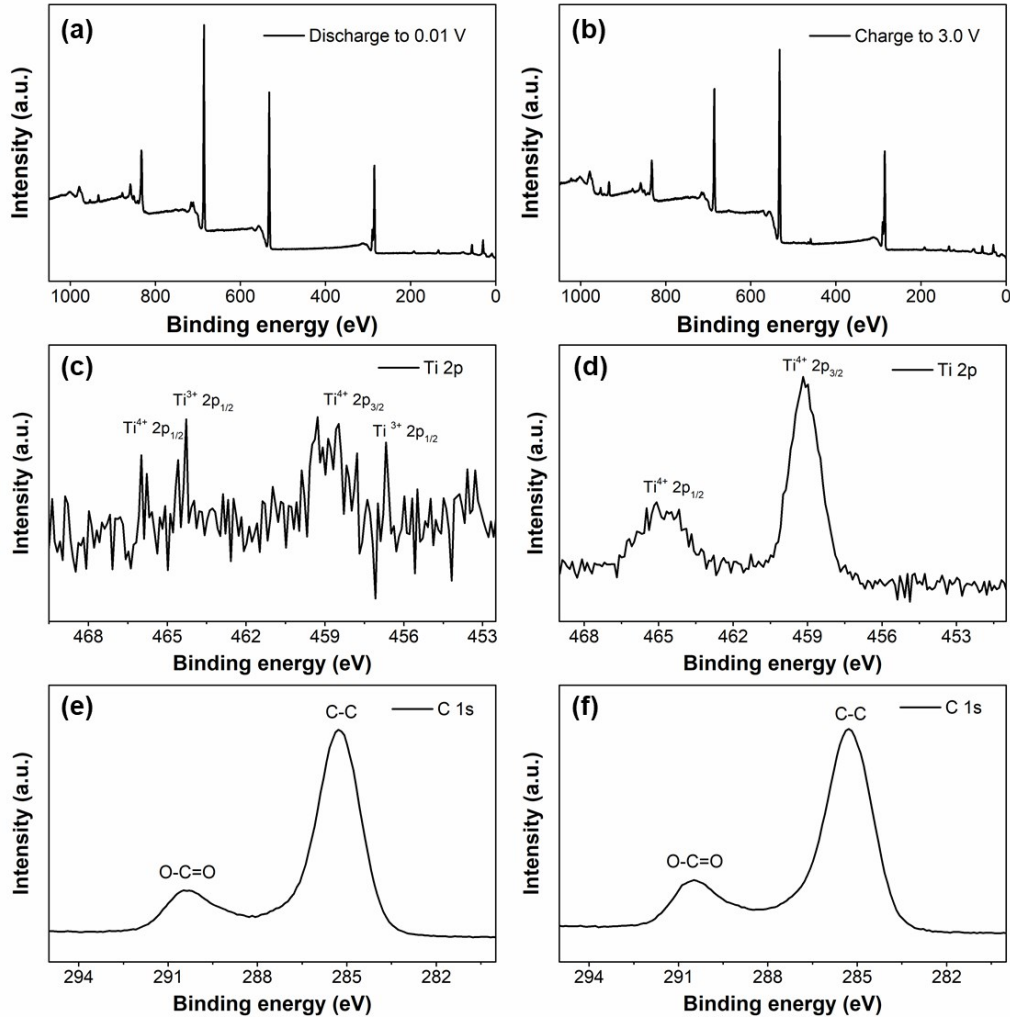 (a)
Discharge to 0.01 V
Intensity (a.u.)
1000 800 600 400 200 0
Binding energy (eV)
(b)
Charge to 3.0 V
Intensity (a.u.)
1000 800 600 400 200 0
Binding energy (eV)
(c)
Ti 2p
Ti³⁺ 2p1/2
Ti⁴⁺ 2p1/2
Ti⁴⁺ 2p3/2
Ti ³⁺ 2p1/2
Intensity (a.u.)
468 465 462 459 456 453
Binding energy (eV)
(d)
Ti⁴⁺ 2p3/2
Ti 2p
Ti⁴⁺ 2p1/2
Intensity (a.u.)
468 465 462 459 456 453
Binding energy (eV)
(e)
C-C
C 1s
O-C=O
Intensity (a.u.)
294 291 288 285 282
Binding energy (eV)
(f)
C-C
C 1s
O-C=O
Intensity (a.u.)
294 291 288 285 282
Binding energy (eV)